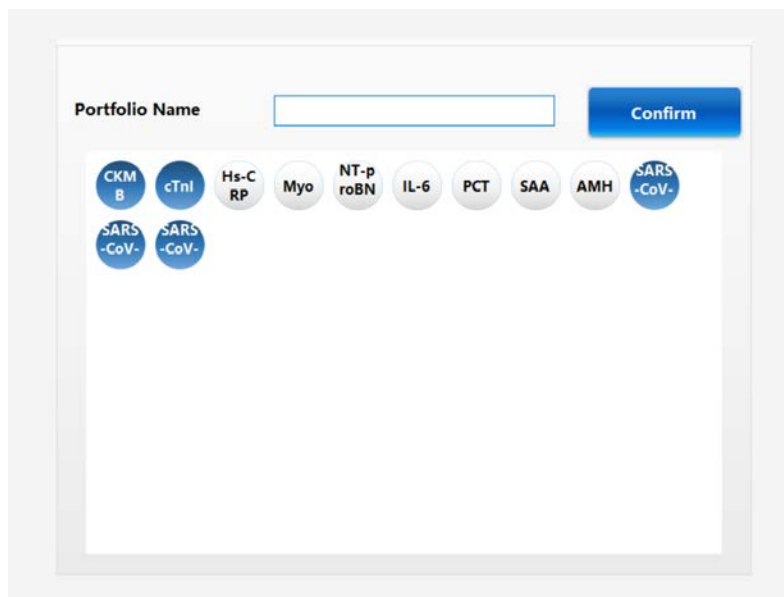 Portfolio Name
Confirm
CKM
B
cTnI
Hs-C
RP
Myo
NT-p
roBN
IL-6
PCT
SAA
AMH
SARS
-CoV-
SARS
-CoV-
SARS
-CoV-